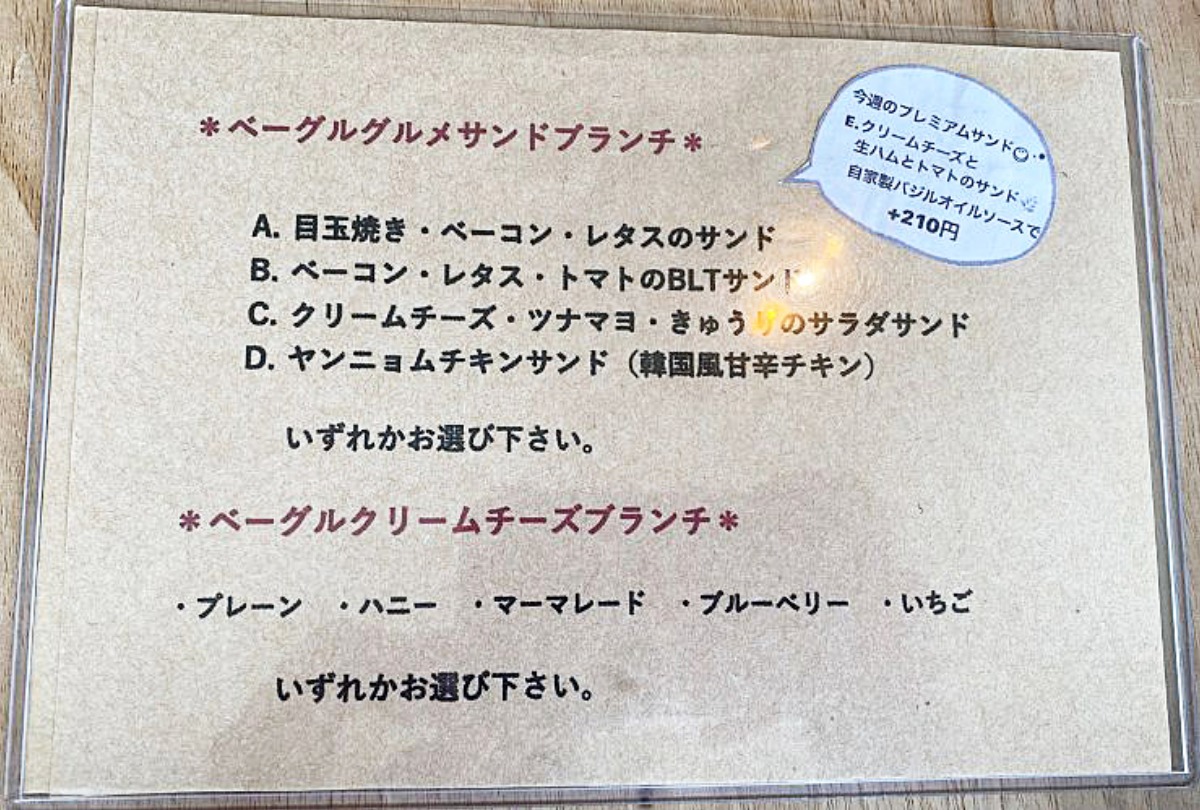 ＊ベーグルグルメサンドブランチ＊
今週のプレミアムサンド
E.クリームチーズと
生ハムとトマトのサンド
自家製バジルオイルソースで
+210円
A. 目玉焼き・ベーコン・レタスのサンド
B. ベーコン・レタス・トマトのBLTサンド
C. クリームチーズ・ツナマヨ・きゅうりのサラダサンド
D. ヤンニョムチキンサンド（韓国風甘辛チキン）
いずれかお選び下さい。
＊ベーグルクリームチーズブランチ＊
・プレーン ・ハニー ・マーマレード ・ブルーベリー ・いちご
いずれかお選び下さい。